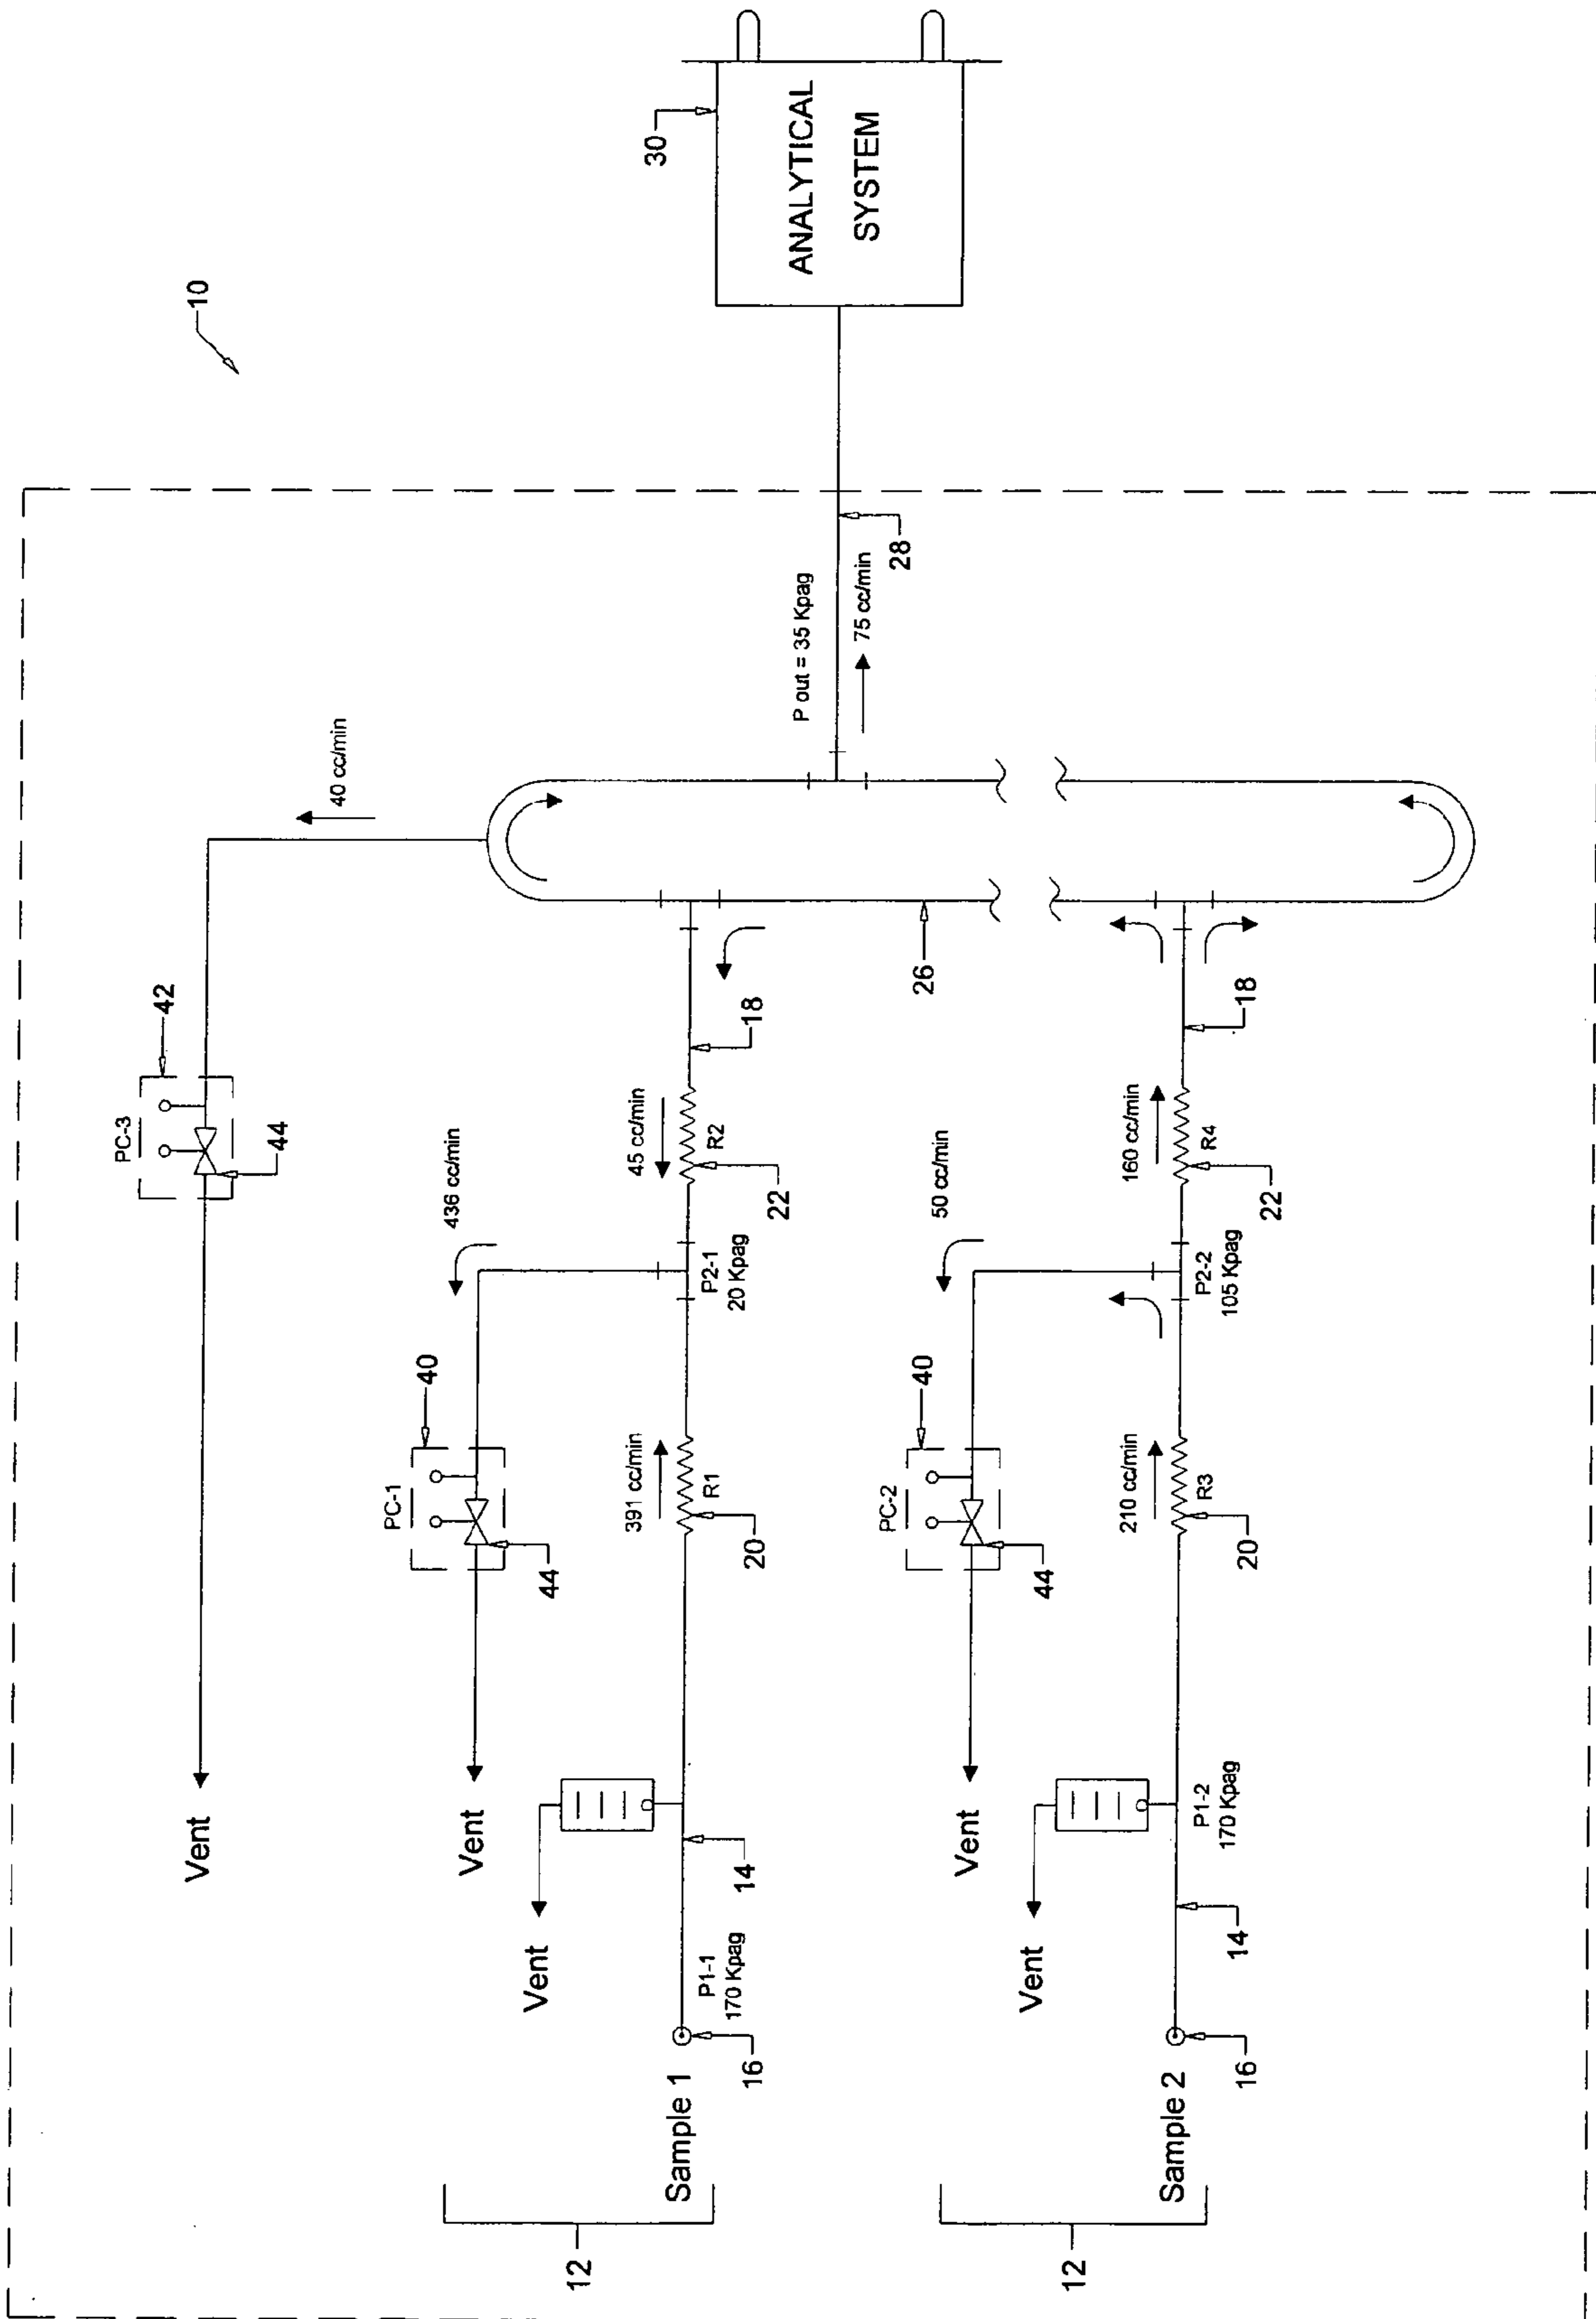 10
42
PC-3
44
Vent
40 cc/min
30
ANALYTICAL
SYSTEM
P out = 35 Kpag
75 cc/min
28
26
436 cc/min
40
PC-1
44
Vent
Vent
45 cc/min
R2
22
18
P2-1
20 Kpag
391 cc/min
R1
20
14
P1-1
170 Kpag
Sample 1
16
12
50 cc/min
40
PC-2
44
Vent
Vent
160 cc/min
R4
22
18
P2-2
105 Kpag
210 cc/min
R3
20
P1-2
170 Kpag
14
Sample 2
16
12